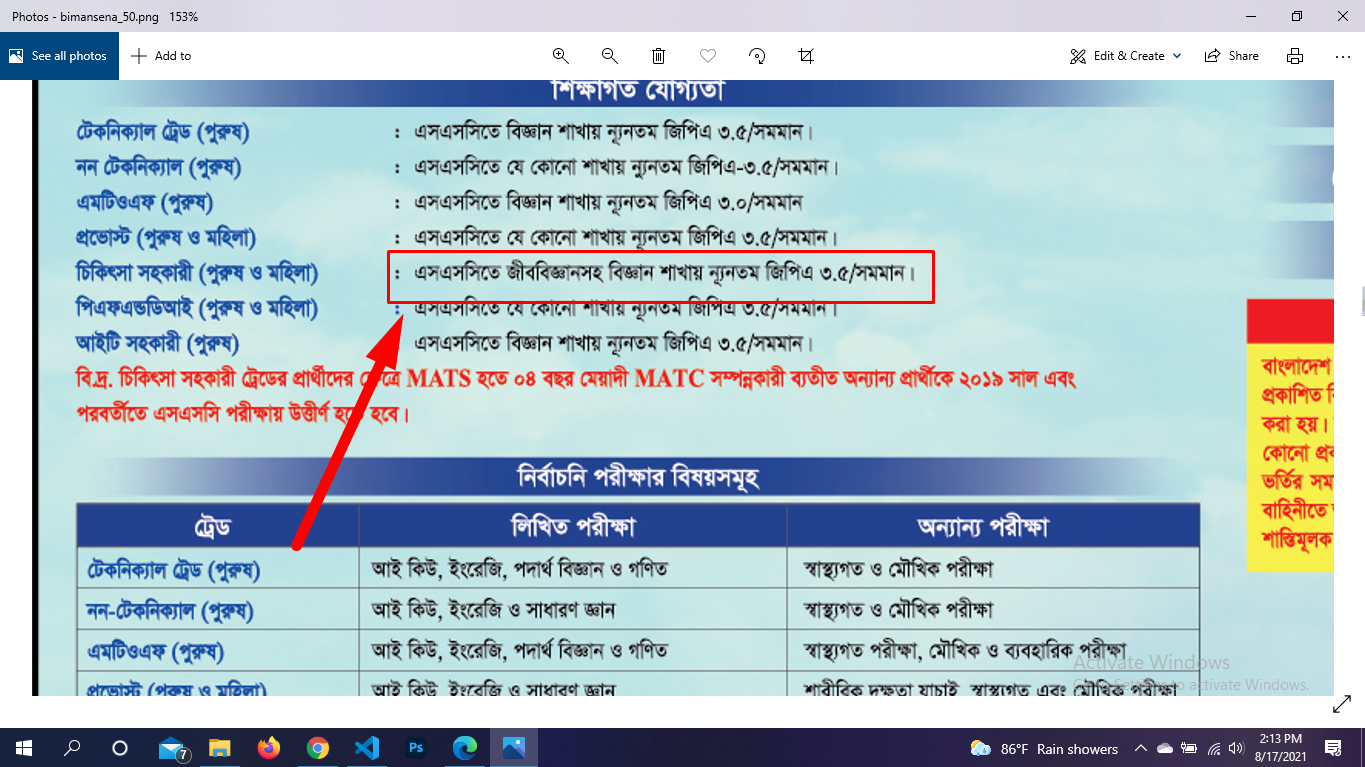 Photos - bimansena_50.png 153%
See all photos
Add to
Edit & Create
Share
শিক্ষাগত যোগ্যতা
টেকনিক্যাল ট্রেড (পুরুষ) : এসএসসিতে বিজ্ঞান শাখায় ন্যূনতম জিপিএ ৩.৫/সমমান।
নন টেকনিক্যাল (পুরুষ) : এসএসসিতে যে কোনো শাখায় ন্যুনতম জিপিএ-৩.৫/সমমান।
এমটিওএফ (পুরুষ) : এসএসসিতে বিজ্ঞান শাখায় ন্যূনতম জিপিএ ৩.০/সমমান
প্রভোস্ট (পুরুষ ও মহিলা) : এসএসসিতে যে কোনো শাখায় ন্যূনতম জিপিএ ৩.৫/সমমান।
চিকিৎসা সহকারী (পুরুষ ও মহিলা) : এসএসসিতে জীববিজ্ঞানসহ বিজ্ঞান শাখায় ন্যূনতম জিপিএ ৩.৫/সমমান।
পিএফএন্ডডিআই (পুরুষ ও মহিলা) : এসএসসিতে যে কোনো শাখায় ন্যূনতম জিপিএ ৩.৫/সমমান।
আইটি সহকারী (পুরুষ) : এসএসসিতে বিজ্ঞান শাখায় ন্যূনতম জিপিএ ৩.৫/সমমান।
বি.দ্র. চিকিৎসা সহকারী ট্রেডের প্রার্থীদের ক্ষেত্রে MATS হতে ০৪ বছর মেয়াদী MATC সম্পন্নকারী ব্যতীত অন্যান্য প্রার্থীকে ২০১৯ সাল এবং
পরবর্তীতে এসএসসি পরীক্ষায় উত্তীর্ণ হতে হবে।
নির্বাচনি পরীক্ষার বিষয়সমূহ
ট্রেড লিখিত পরীক্ষা অন্যান্য পরীক্ষা
টেকনিক্যাল ট্রেড (পুরুষ) আই কিউ, ইংরেজি, পদার্থ বিজ্ঞান ও গণিত স্বাস্থ্যগত ও মৌখিক পরীক্ষা
নন-টেকনিক্যাল (পুরুষ) আই কিউ, ইংরেজি ও সাধারণ জ্ঞান স্বাস্থ্যগত ও মৌখিক পরীক্ষা
এমটিওএফ (পুরুষ) আই কিউ, ইংরেজি, পদার্থ বিজ্ঞান ও গণিত স্বাস্থ্যগত পরীক্ষা, মৌখিক ও ব্যবহারিক পরীক্ষা
প্রভোস্ট (পুরুষ ও মহিলা) আই কিউ, ইংরেজি ও সাধারণ জ্ঞান শারীরিক দক্ষতা যাচাই, স্বাস্থ্যগত এবং মৌখিক পরীক্ষা
বাংলাদেশ
প্রকাশিত
করা হয়।
কোনো
ভর্তির
বাহিনীতে
শাস্তিমূলক
Activate Windows
Go to Settings to activate Windows.
7
Ps
86°F Rain showers
2:13 PM
8/17/2021